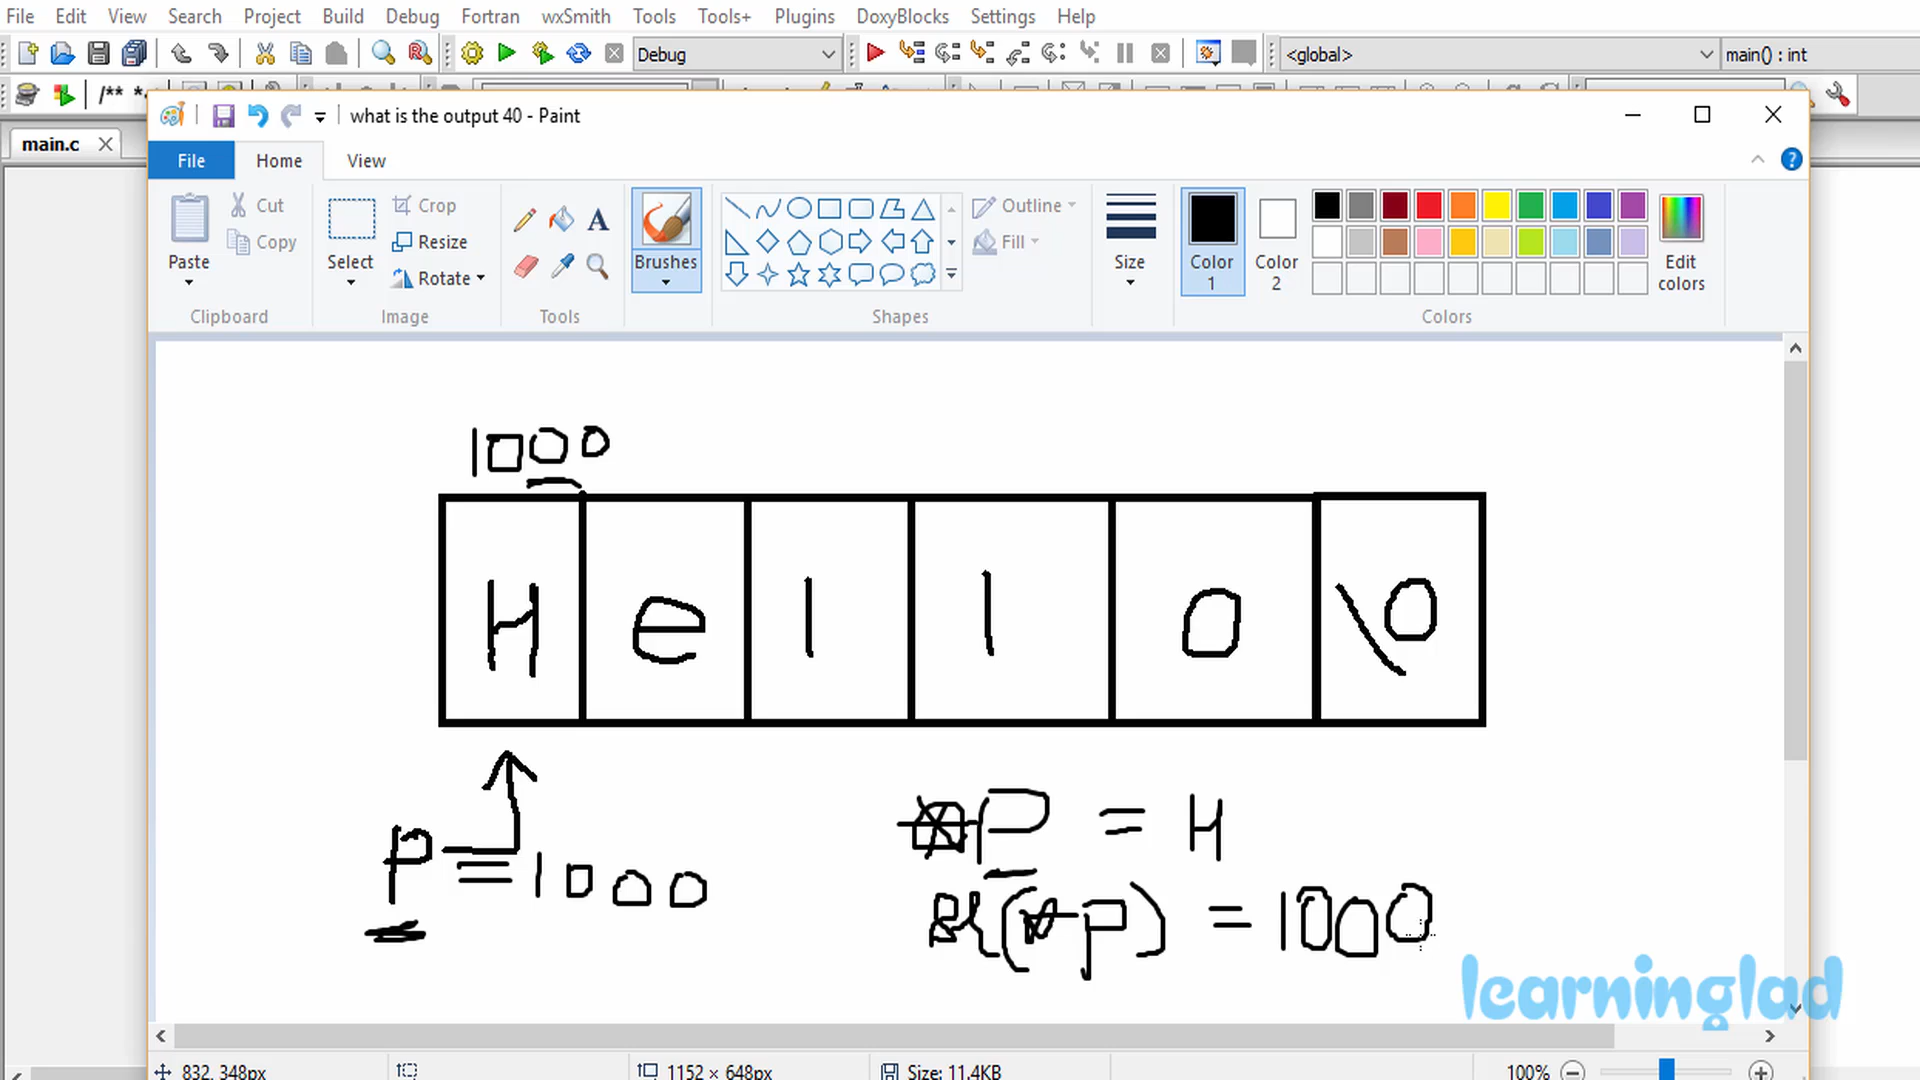 File Edit View Search Project Build Debug Fortran wxSmith Tools Tools+ Plugins DoxyBlocks Settings Help
Debug <global> main() : int
/**
main.c
what is the output 40 - Paint
File Home View
Paste Cut Copy Select Crop Resize Rotate A Brushes Outline Fill Size Color 1 Color 2 Edit colors
Clipboard Image Tools Shapes Colors
1000
H e l l o \0
P = 1000
*P = H
&(*P) = 1000
learninglad
832, 348px 1152 × 648px Size: 11.4KB 100%